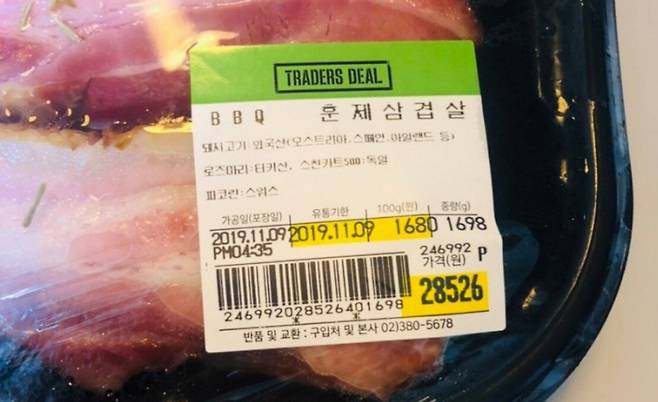 TRADERS DEAL
BBQ 훈제삼겹살
돼지고기:외국산(오스트리아.스페인.아일랜드 등)
로즈마리:터키산, 스친카트500:독일
파코린:스위스
가공일(포장일) 유통기한 100g(원) 중량(g)
2019.11.09 2019.11.09 1680 1698
PM04:35 246992 P
가격(원)
28526
246992028526401698
반품 및 교환 : 구입처 및 본사 02)380-5678